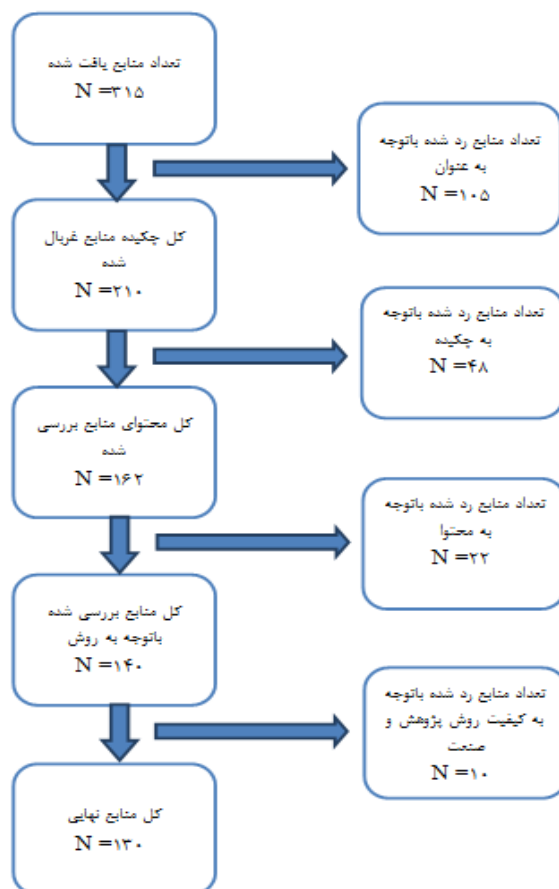 تعداد منابع یافت شده
N =۳۱۵
تعداد منابع رد شده باتوجه
به عنوان
N =۱۰۵
کل چکیده منابع غربال
شده
N =۲۱۰
تعداد منابع رد شده باتوجه
به چکیده
N =۴۸
کل محتوای منابع بررسی
شده
N =۱۶۲
تعداد منابع رد شده باتوجه
به محتوا
N =۲۲
کل منابع بررسی شده
باتوجه به روش
N =۱۴۰
تعداد منابع رد شده باتوجه
به کیفیت روش پژوهش و
صنعت
N =۱۰
کل منابع نهایی
N =۱۳۰